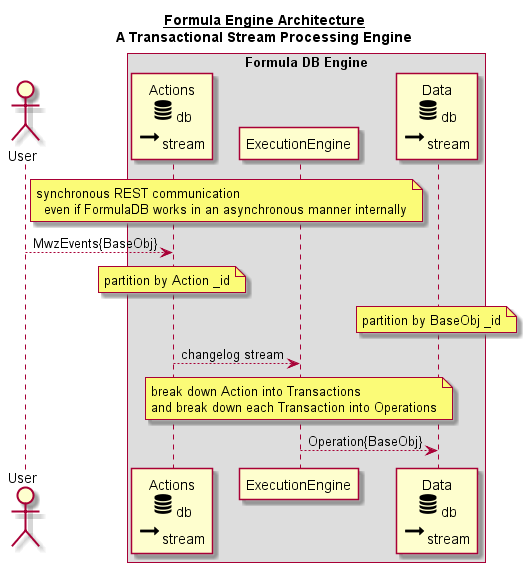 Formula Engine Architecture
A Transactional Stream Processing Engine
Formula DB Engine
Actions
db
stream
Data
db
stream
ExecutionEngine
User
synchronous REST communication
even if FormulaDB works in an asynchronous manner internally
MwzEvents{BaseObj}
partition by Action _id
partition by BaseObj _id
changelog stream
break down Action into Transactions
and break down each Transaction into Operations
Operation{BaseObj}
User
Actions
db
stream
ExecutionEngine
Data
db
stream